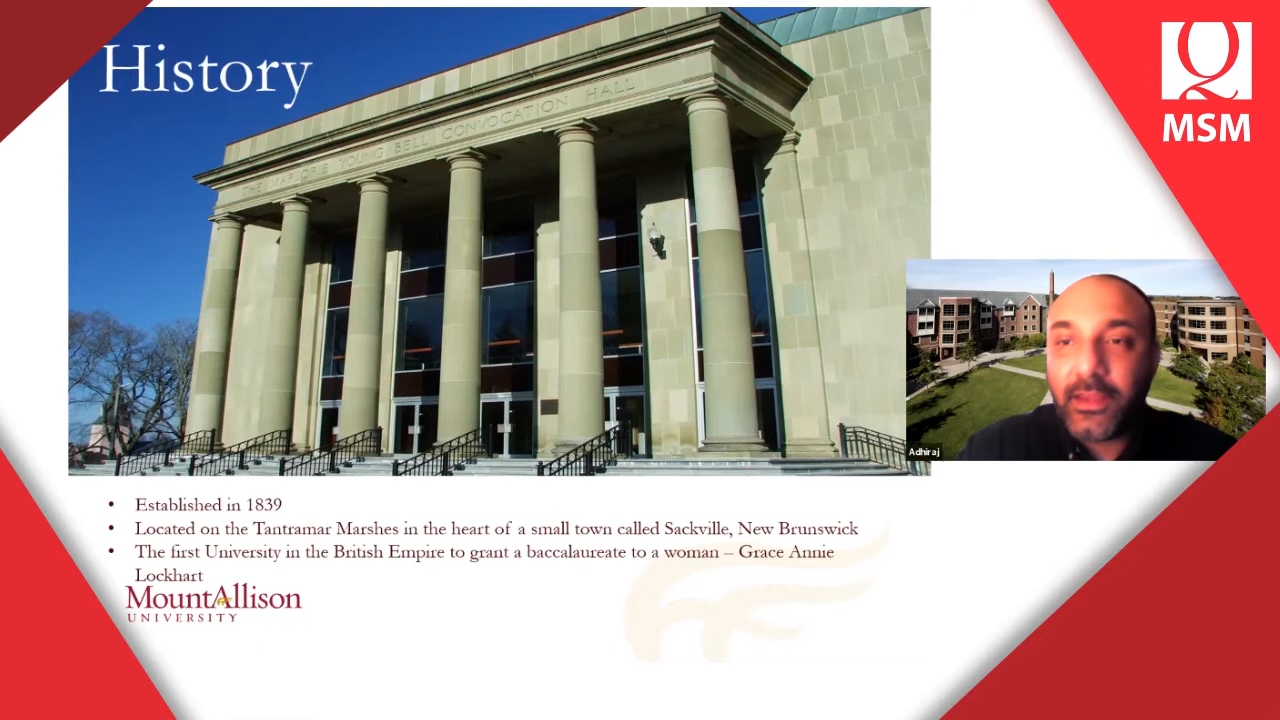 History
THE MARJORIE YOUNG BELL CONVOCATION HALL
MSM
Adhiraj
• Established in 1839
• Located on the Tantramar Marshes in the heart of a small town called Sackville, New Brunswick
• The first University in the British Empire to grant a baccalaureate to a woman – Grace Annie
Lockhart
MountAllison
UNIVERSITY